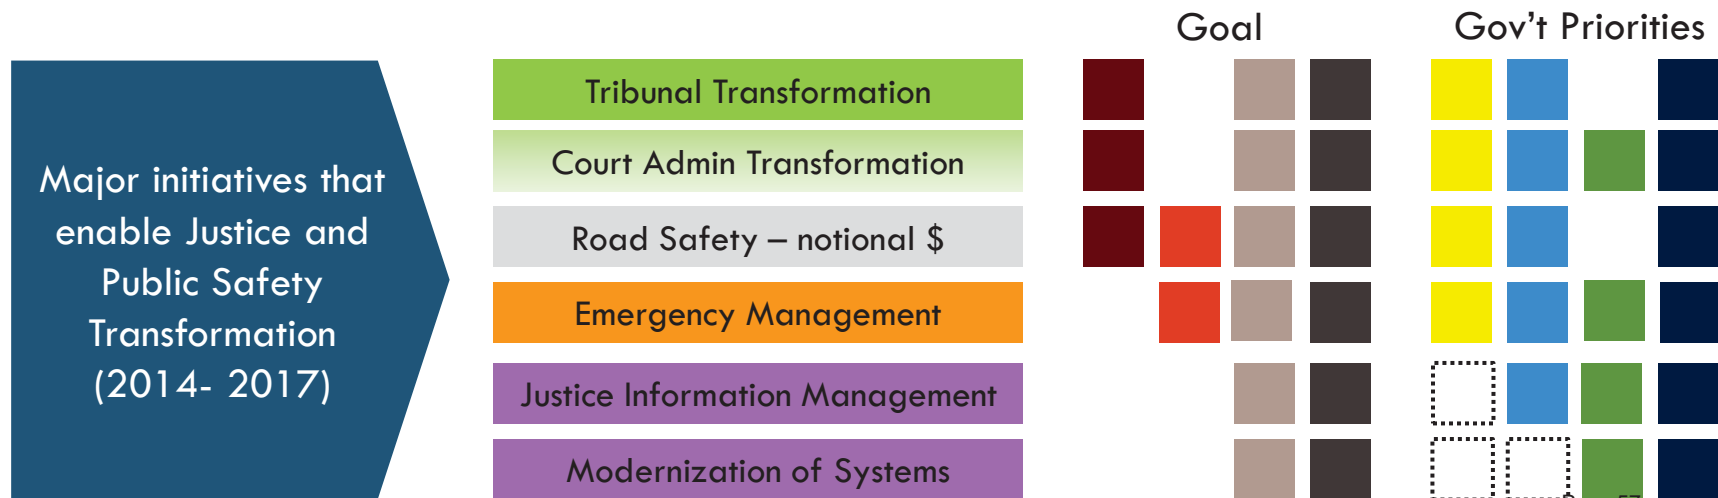 Goal
Gov't Priorities
Major initiatives that
enable Justice and
Public Safety
Transformation
(2014- 2017)
Tribunal Transformation
Court Admin Transformation
Road Safety – notional $
Emergency Management
Justice Information Management
Modernization of Systems